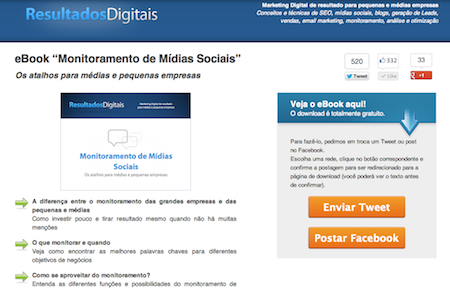 ResultadosDigitais
Marketing Digital de resultado para pequenas e médias empresas
Conceitos e técnicas de SEO, mídias sociais, blogs, geração de Leads,
vendas, email marketing, monitoramento, análise e otimização
eBook “Monitoramento de Mídias Sociais”
Os atalhos para médias e pequenas empresas
520
332
33
Tweet
Like
+1
ResultadosDigitais
Monitoramento de Mídias
Sociais
Os atalhos para médias e pequenas empresas
A diferença entre o monitoramento das grandes empresas e das
pequenas e médias
Como investir pouco e tirar resultado mesmo quando não há muitas
menções
O que monitorar e quando
Veja como encontrar as melhores palavras chaves para diferentes
objetivos de negócios
Como se aproveitar do monitoramento?
Entenda as diferentes funções e possibilidades do monitoramento de
Veja o eBook aqui!
O download é totalmente gratuito.
Para fazê-lo, pedimos em troca um Tweet ou post
no Facebook.
Escolha uma rede, clique no botão correspondente e
confirme a postagem para ser redirecionado para a
página de download (você poderá ver o texto antes
de confirmar).
Enviar Tweet
Postar Facebook